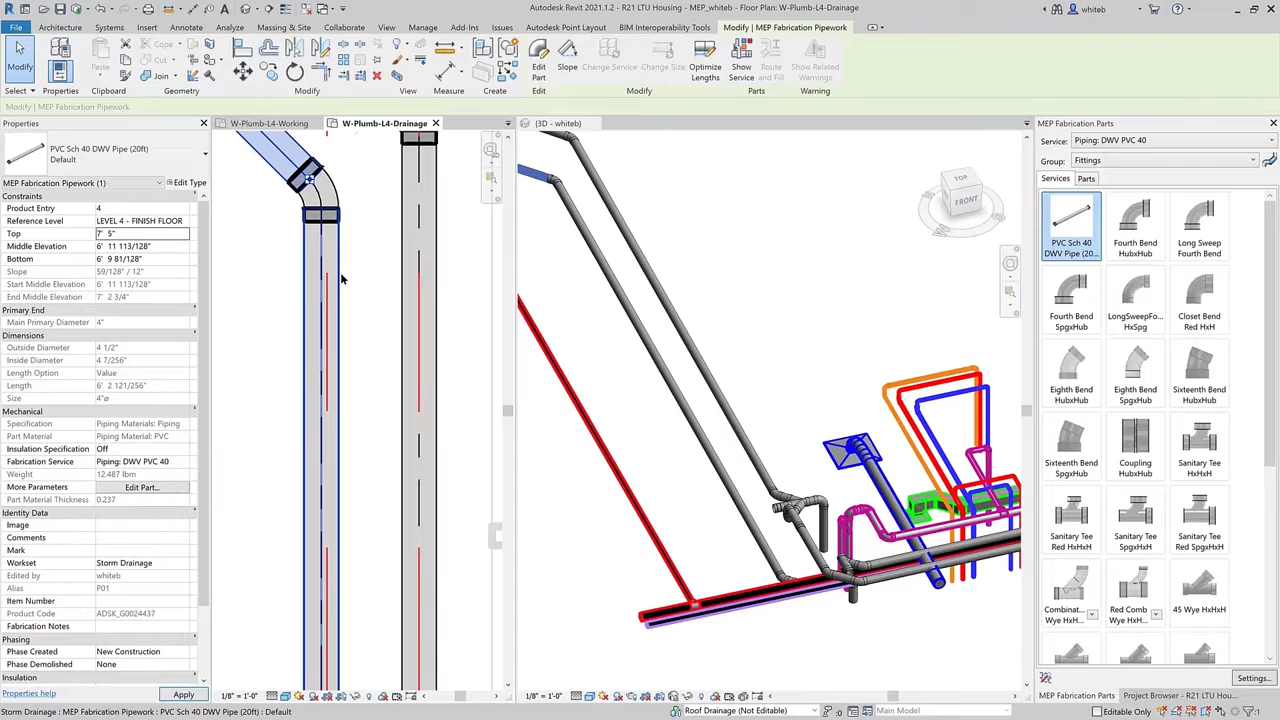 Autodesk Revit 2021.1.2 - R21 LTU Housing - MEP_whiteb - Floor Plan: W-Plumb-L4-Drainage
whiteb
File Architecture Systems Insert Annotate Analyze Massing & Site Collaborate View Manage Add-Ins Issues Autodesk Point Layout BIM Interoperability Tools Modify | MEP Fabrication Pipework
Modify Properties Paste Cope Cut Join Edit Part Slope Change Service Change Size Optimize Lengths Show Service Route and Fill Show Related Warnings
Select Properties Clipboard Geometry Modify View Measure Create Edit Modify Parts Warning
Modify | MEP Fabrication Pipework
Properties
PVC Sch 40 DWV Pipe (20ft)
Default
MEP Fabrication Pipework (1) Edit Type
Constraints
Product Entry 4
Reference Level LEVEL 4 - FINISH FLOOR
Top 7' 5"
Middle Elevation 6' 11 113/128"
Bottom 6' 9 81/128"
Slope 59/128" / 12"
Start Middle Elevation 6' 11 113/128"
End Middle Elevation 7' 2 3/4"
Primary End
Main Primary Diameter 4"
Dimensions
Outside Diameter 4 1/2"
Inside Diameter 4 7/256"
Length Option Value
Length 6' 2 121/256"
Size 4"ø
Mechanical
Specification Piping Materials: Piping
Part Material Piping Material: PVC
Insulation Specification Off
Fabrication Service Piping: DWV PVC 40
Weight 12.487 lbm
More Parameters Edit Part...
Part Material Thickness 0.237
Identity Data
Image
Comments
Mark
Workset Storm Drainage
Edited by whiteb
Alias P01
Item Number
Product Code ADSK_G0024437
Fabrication Notes
Phasing
Phase Created New Construction
Phase Demolished None
Insulation
Properties help Apply
W-Plumb-L4-Working W-Plumb-L4-Drainage
(3D - whiteb)
TOP
FRONT
MEP Fabrication Parts
Service: Piping: DWV PVC 40
Group: Fittings
Services Parts
PVC Sch 40 DWV Pipe (20...
Fourth Bend HubxHub
Long Sweep Fourth Bend
Fourth Bend SpgxHub
LongSweepFo... HxSpg
Closet Bend Red HxH
Eighth Bend HubxHub
Eighth Bend SpgxHub
Sixteenth Bend HubxHub
Sixteenth Bend SpgxHub
Coupling HubxHub
Sanitary Tee HxHxH
Sanitary Tee Red HxHxH
Sanitary Tee SpgxHxH
Sanitary Tee Red SpgxHxH
Combinat... Wye HxH...
Red Comb Wye HxH...
45 Wye HxHxH
Settings...
MEP Fabrication Parts Project Browser - R21 LTU Hou...
1/8" = 1'-0" 1/8" = 1'-0"
Storm Drainage : MEP Fabrication Pipework : PVC Sch 40 DWV Pipe (20ft) : Default Roof Drainage (Not Editable) :0 Main Model Editable Only :1